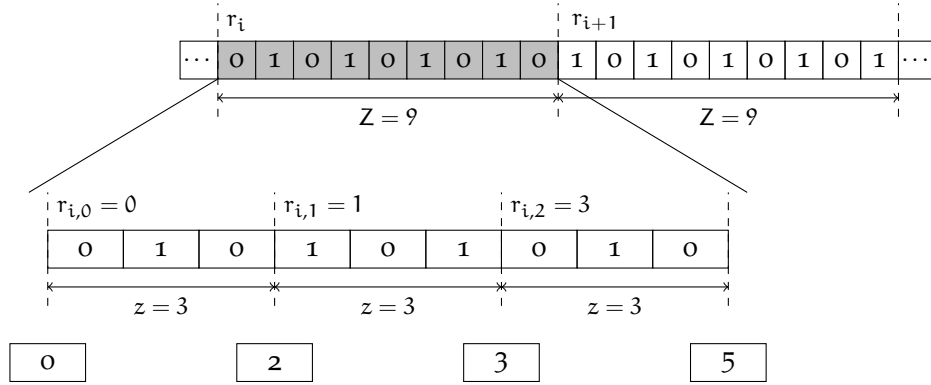 r_i r_{i+1}
⋯ 0 1 0 1 0 1 0 1 0 1 0 1 0 1 0 1 0 1 ⋯
Z = 9 Z = 9
r_{i,0} = 0 r_{i,1} = 1 r_{i,2} = 3
0 1 0 1 0 1 0 1 0
z = 3 z = 3 z = 3
0 2 3 5